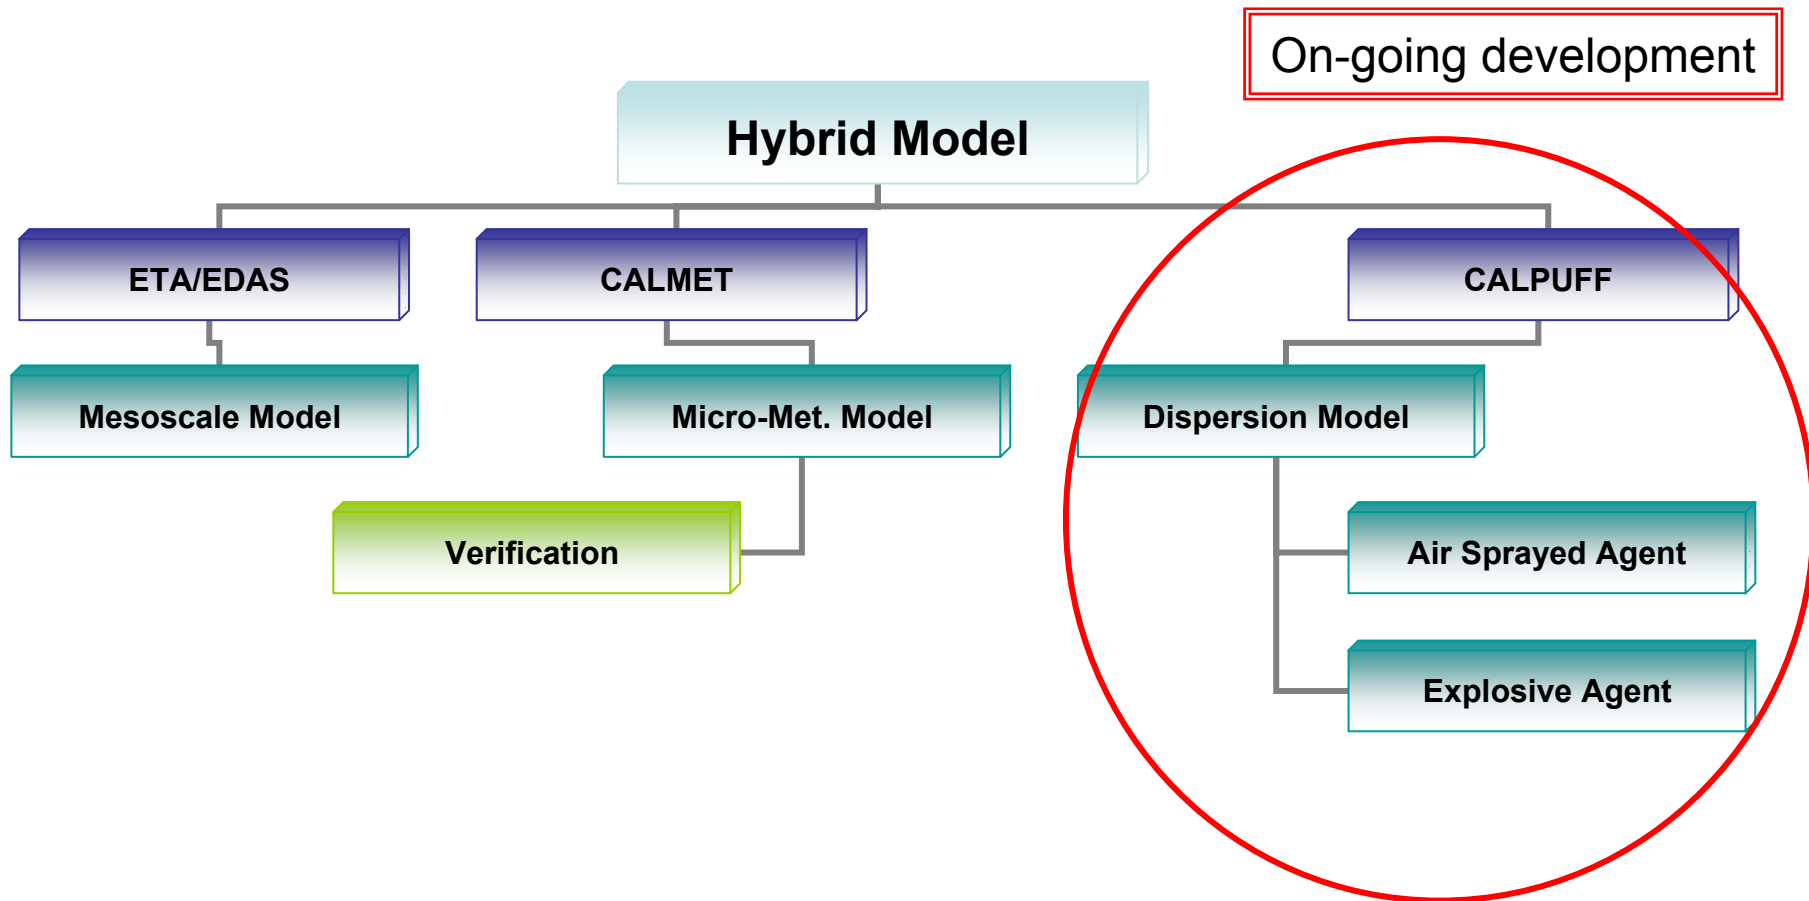 On-going development
Hybrid Model
ETA/EDAS
CALMET
CALPUFF
Mesoscale Model
Micro-Met. Model
Dispersion Model
Verification
Air Sprayed Agent
Explosive Agent